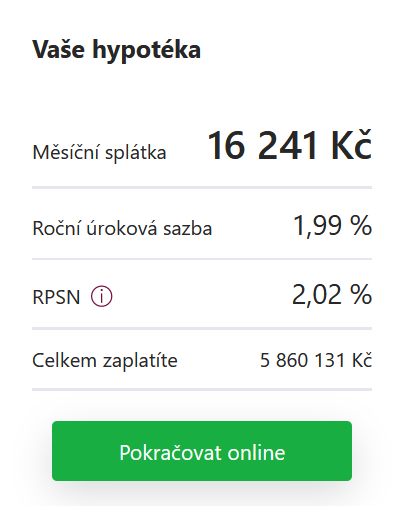 Vaše hypotéka
Měsíční splátka 16 241 Kč
Roční úroková sazba 1,99 %
RPSN ⓘ 2,02 %
Celkem zaplatíte 5 860 131 Kč
Pokračovat online